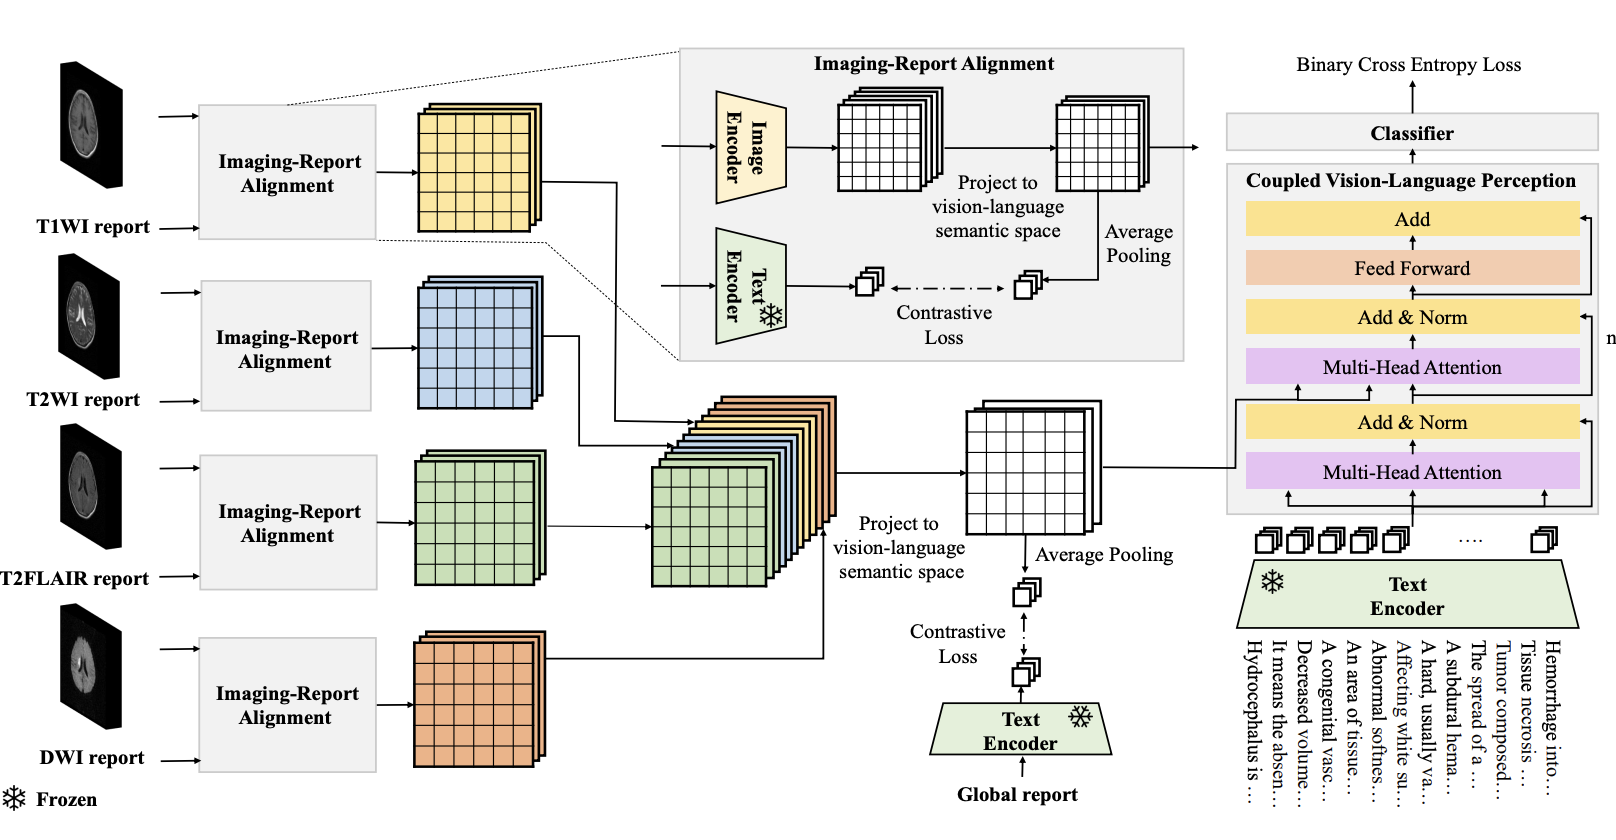 T1WI report
T2WI report
T2FLAIR report
DWI report
Frozen
Imaging-Report
Alignment
Imaging-Report
Alignment
Imaging-Report
Alignment
Imaging-Report
Alignment
Imaging-Report Alignment
Image
Encoder
Text
Encoder
Project to
vision-language
semantic space
Average
Pooling
Contrastive
Loss
Project to
vision-language
semantic space
Average Pooling
Contrastive
Loss
Text
Encoder
Global report
Binary Cross Entropy Loss
Classifier
Coupled Vision-Language Perception
Add
Feed Forward
Add & Norm
Multi-Head Attention
Add & Norm
Multi-Head Attention
n
....
Text
Encoder
Hydrocephalus is ...
It means the absen...
Decreased volume...
A congenital vasc...
An area of tissue...
Abnormal softnes...
Affecting white su...
A hard, usually va...
A subdural hema...
The spread of a ...
Tumor composed...
Tissue necrosis ...
Hemorrhage into...